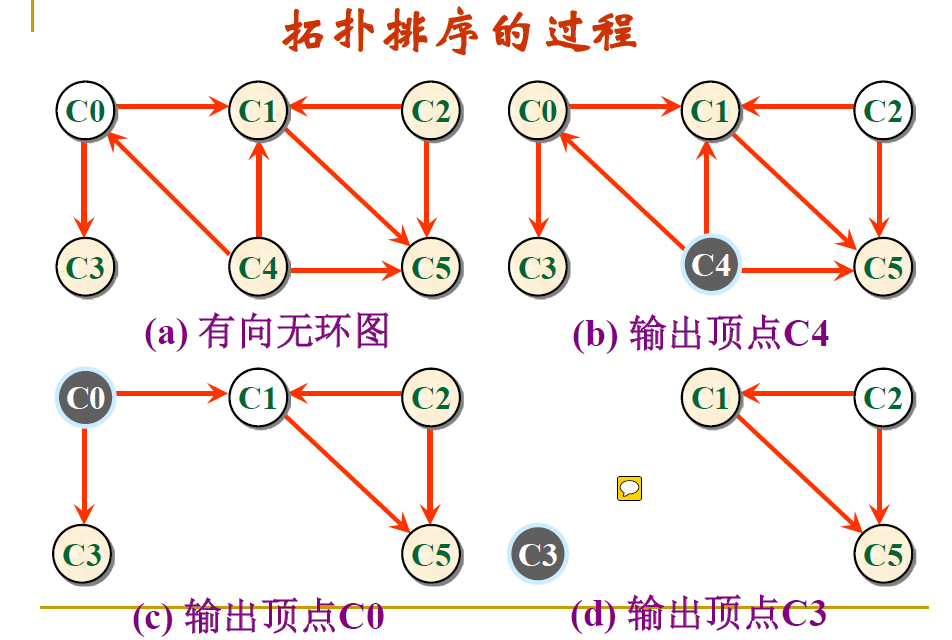 拓扑排序的过程
C0 C1 C2 C0 C1 C2
C3 C4 C5 C3 C4 C5
(a) 有向无环图 (b) 输出顶点C4
C0 C1 C2 C1 C2
C3 C5 C3 C5
(c) 输出顶点C0 (d) 输出顶点C3